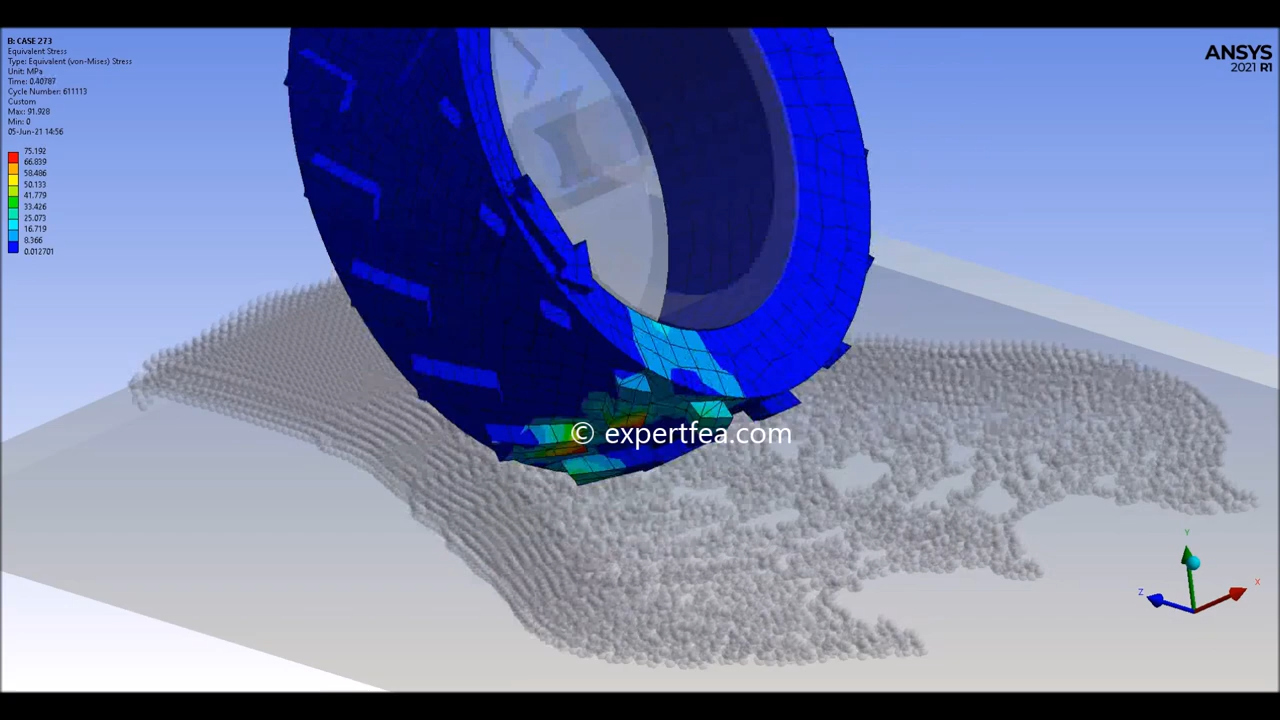 B: CASE 273
Equivalent Stress
Type: Equivalent (von-Mises) Stress
Unit: MPa
Time: 0.40787
Cycle Number: 611113
Custom
Max: 91.928
Min: 0
05-Jun-21 14:56
75.192
66.839
58.486
50.133
41.779
33.426
25.073
16.719
8.366
0.012701
ANSYS
2021 R1
© expertfea.com
Y
X
Z